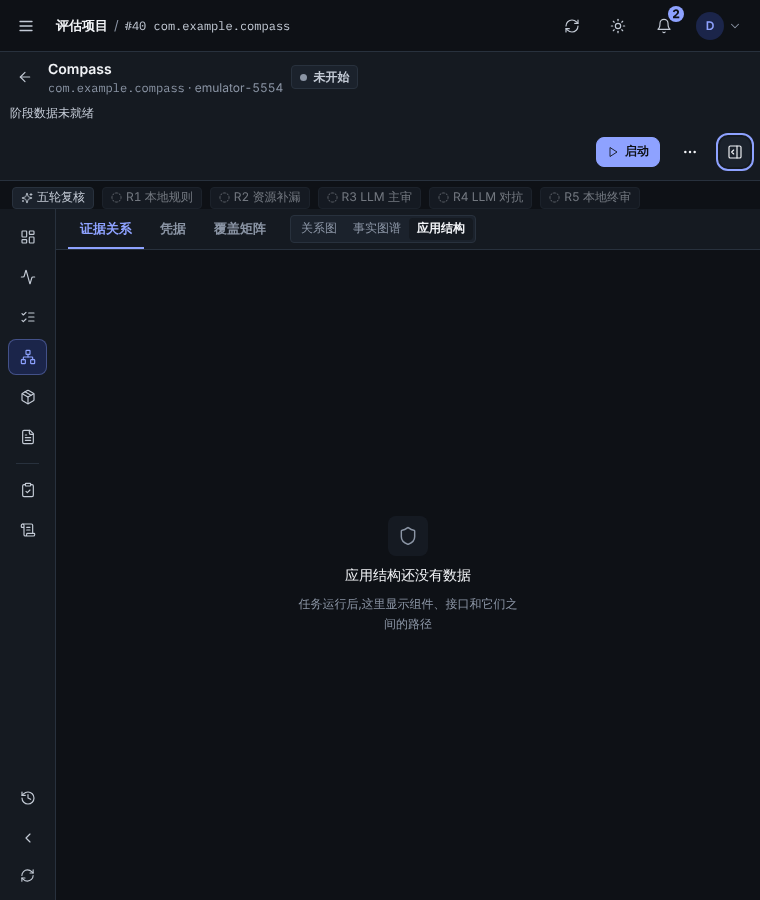 评估项目 / #40 com.example.compass
2
D
Compass
com.example.compass · emulator-5554
未开始
阶段数据未就绪
启动
五轮复核
R1 本地规则
R2 资源补漏
R3 LLM 主审
R4 LLM 对抗
R5 本地终审
证据关系
凭据
覆盖矩阵
关系图
事实图谱
应用结构
应用结构还没有数据
任务运行后,这里显示组件、接口和它们之
间的路径